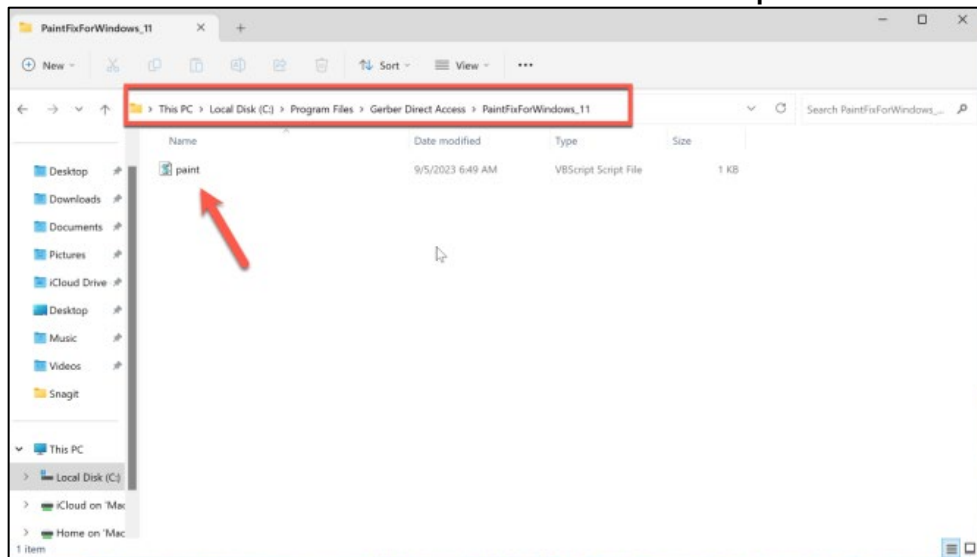 PaintFixForWindows_11
New
Sort
View
This PC > Local Disk (C:) > Program Files > Gerber Direct Access > PaintFixForWindows_11
Search PaintFixForWindows_...
Name Date modified Type Size
paint 9/5/2023 6:49 AM VBScript Script File 1 KB
Desktop
Downloads
Documents
Pictures
iCloud Drive
Desktop
Music
Videos
Snagit
This PC
Local Disk (C:)
iCloud on 'Mac
Home on 'Mac
1 item